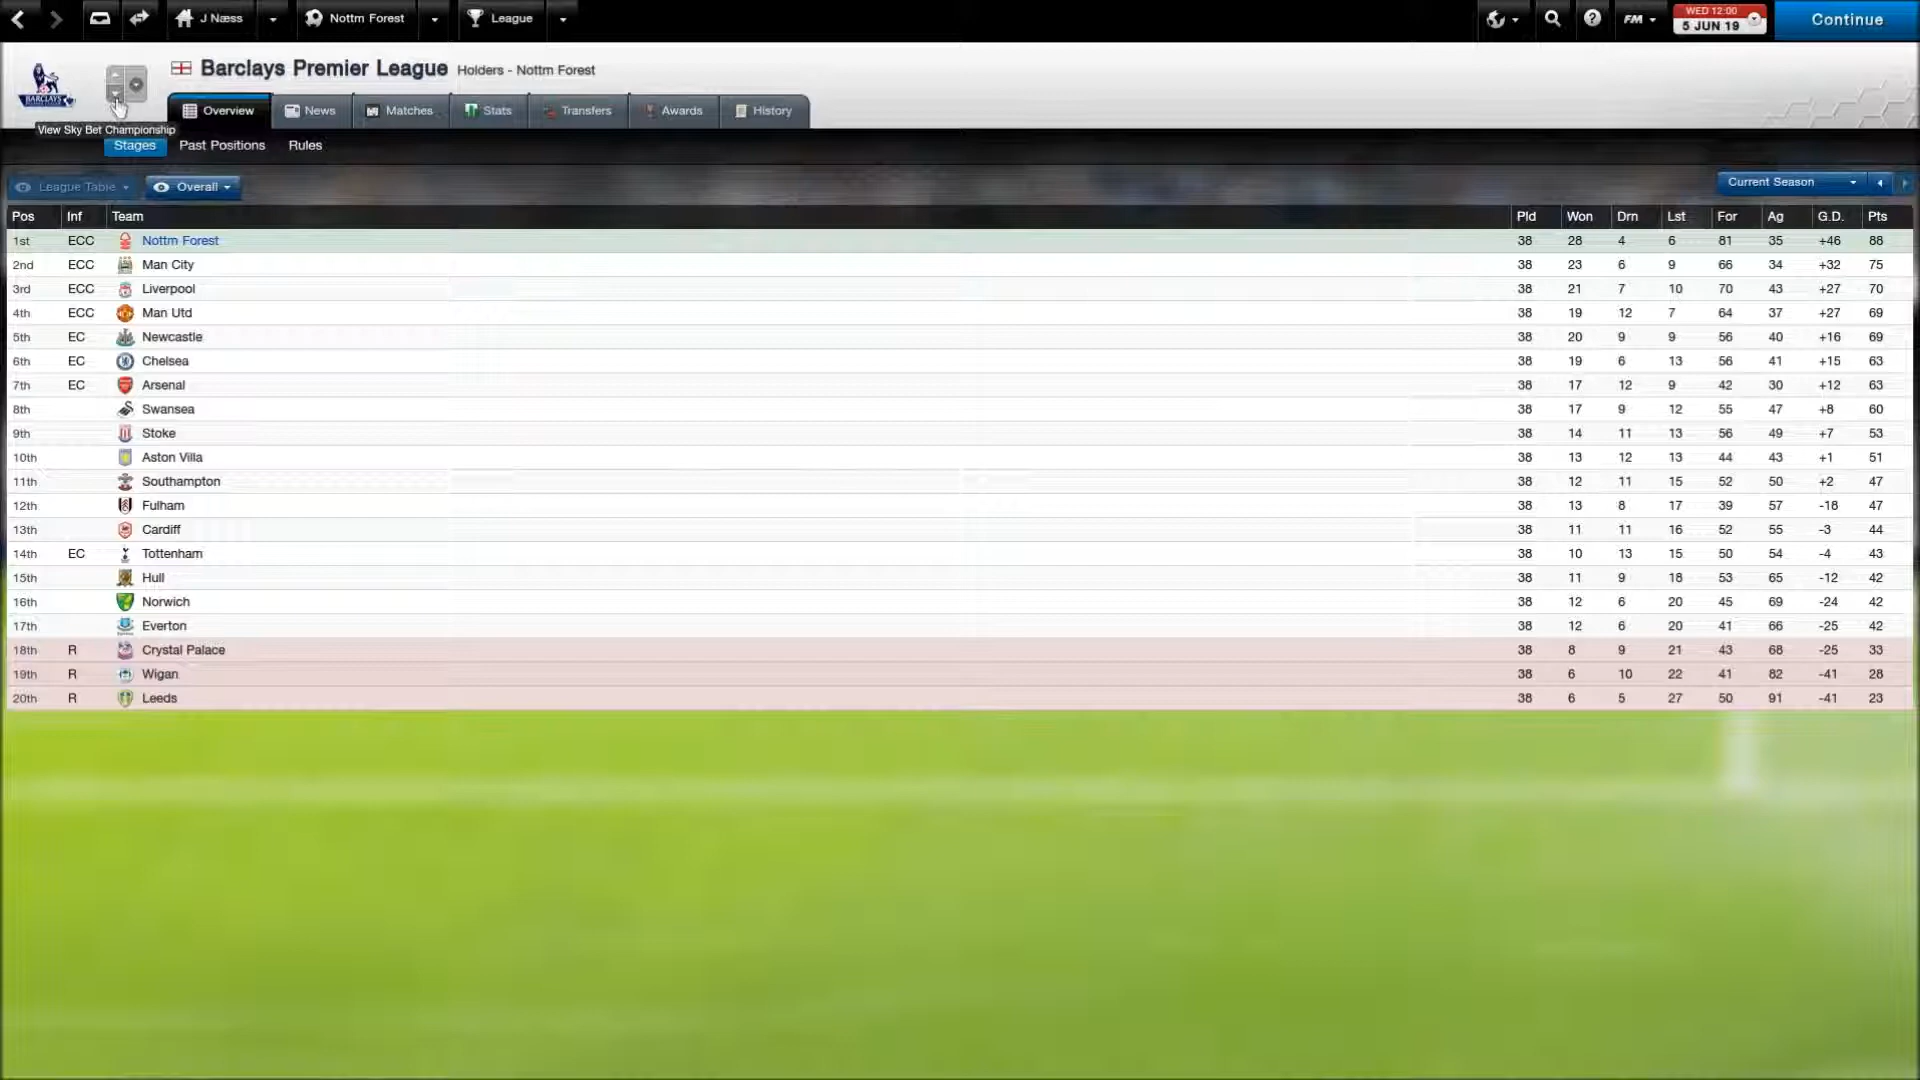 J Næss Nottm Forest League FM WED 12:00 5 JUN 19 Continue
Barclays Premier League Holders - Nottm Forest
BARCLAYS
Overview News Matches Stats Transfers Awards History
View Sky Bet Championship
Stages Past Positions Rules
League Table Overall Current Season
Pos Inf Team Pld Won Drn Lst For Ag G.D. Pts
1st ECC Nottm Forest 38 28 4 6 81 35 +46 88
2nd ECC Man City 38 23 6 9 66 34 +32 75
3rd ECC Liverpool 38 21 7 10 70 43 +27 70
4th ECC Man Utd 38 19 12 7 64 37 +27 69
5th EC Newcastle 38 20 9 9 56 40 +16 69
6th EC Chelsea 38 19 6 13 56 41 +15 63
7th EC Arsenal 38 17 12 9 42 30 +12 63
8th Swansea 38 17 9 12 55 47 +8 60
9th Stoke 38 14 11 13 56 49 +7 53
10th Aston Villa 38 13 12 13 44 43 +1 51
11th Southampton 38 12 11 15 52 50 +2 47
12th Fulham 38 13 8 17 39 57 -18 47
13th Cardiff 38 11 11 16 52 55 -3 44
14th EC Tottenham 38 10 13 15 50 54 -4 43
15th Hull 38 11 9 18 53 65 -12 42
16th Norwich 38 12 6 20 45 69 -24 42
17th Everton 38 12 6 20 41 66 -25 42
18th R Crystal Palace 38 8 9 21 43 68 -25 33
19th R Wigan 38 6 10 22 41 82 -41 28
20th R Leeds 38 6 5 27 50 91 -41 23